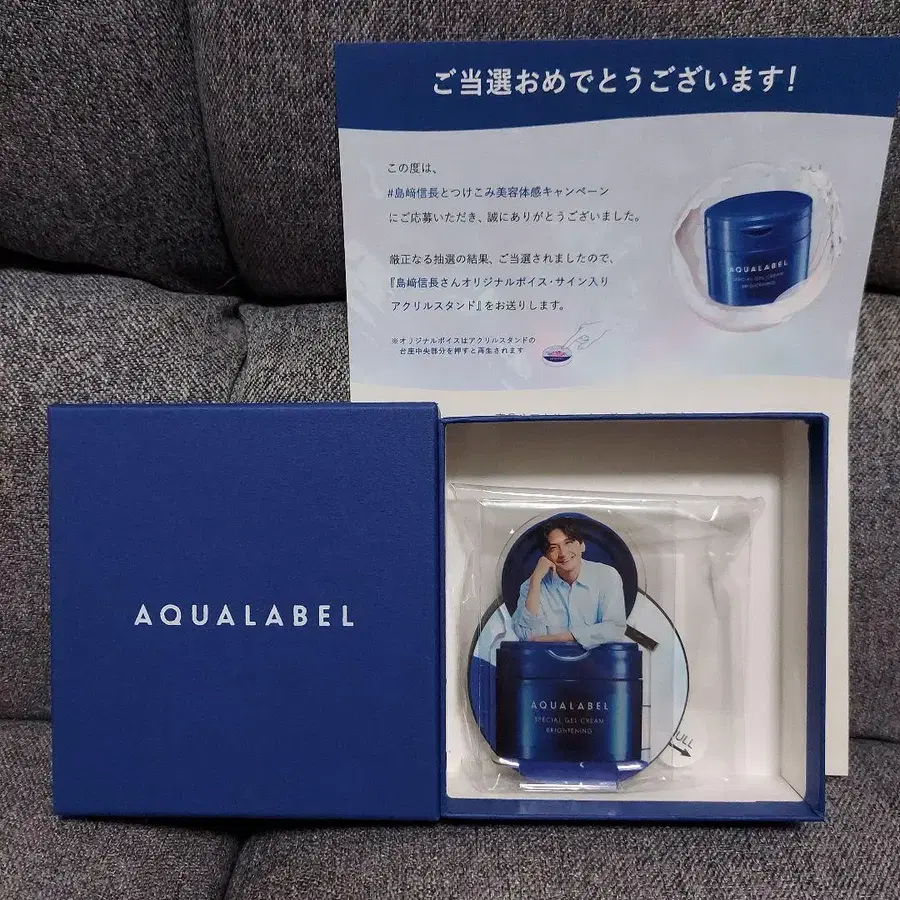 ご当選おめでとうございます!
この度は、
#島﨑信長とつけこみ美容体感キャンペーン
にご応募いただき、誠にありがとうございました。
厳正なる抽選の結果、ご当選されましたので、
『島﨑信長さんオリジナルボイス・サイン入り
アクリルスタンド』をお送りします。
※オリジナルボイスはアクリルスタンドの
台座中央部分を押すと再生されます
AQUALABEL
SPECIAL GEL CREAM
BRIGHTENING
AQUALABEL
AQUALABEL
SPECIAL GEL CREAM
BRIGHTENING